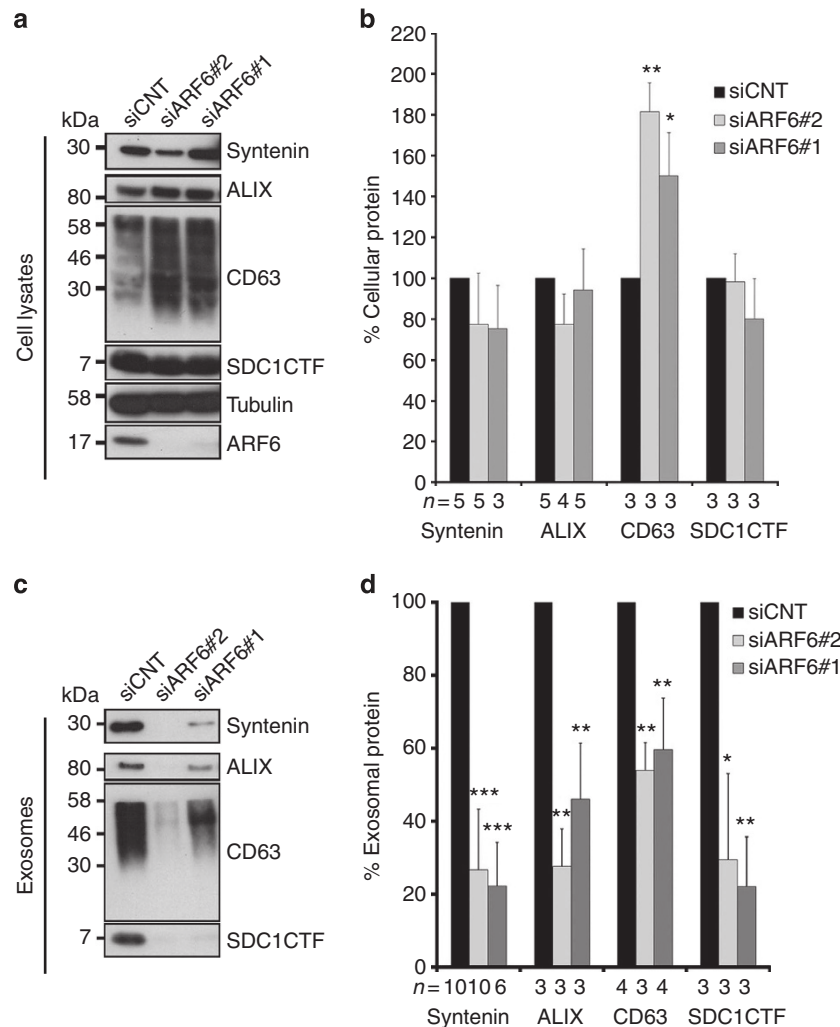 a
siCNT
siARF6#2
siARF6#1
kDa
30
Syntenin
80
ALIX
58
46
30
CD63
7
SDC1CTF
58
Tubulin
17
ARF6
Cell lysates
b
220
200
180
160
140
120
100
80
60
40
20
0
% Cellular protein
** *
siCNT
siARF6#2
siARF6#1
n= 5 5 3 5 4 5 3 3 3 3 3 3
Syntenin ALIX CD63 SDC1CTF
c
siCNT
siARF6#2
siARF6#1
kDa
30
Syntenin
80
ALIX
58
46
30
CD63
7
SDC1CTF
Exosomes
d
100
80
60
40
20
0
% Exosomal protein
*** *** ** ** ** ** * **
siCNT
siARF6#2
siARF6#1
n= 10 10 6 3 3 3 4 3 4 3 3 3
Syntenin ALIX CD63 SDC1CTF